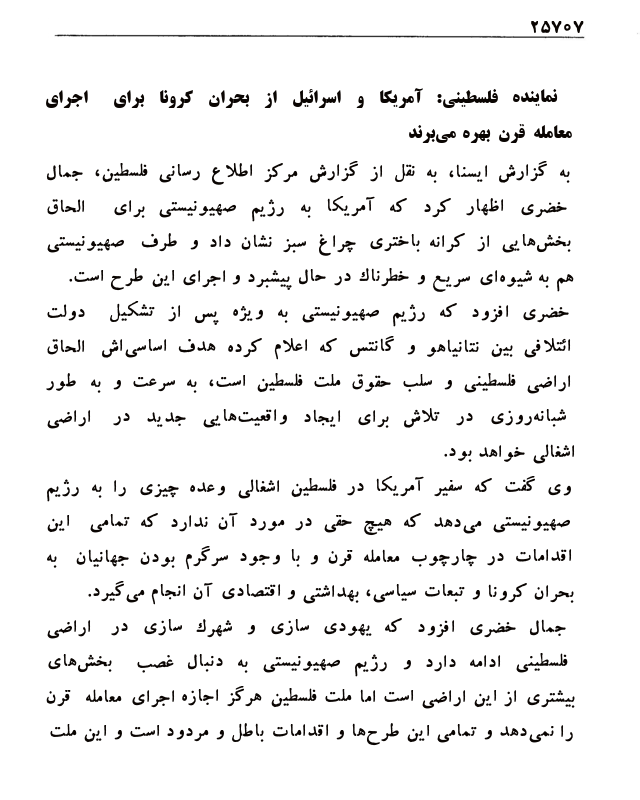 ۲۵۷۰۷
نماینده فلسطینی: آمریکا و اسرائیل از بحران کرونا برای اجرای
معامله قرن بهره می‌برند
به گزارش ایسنا، به نقل از گزارش مرکز اطلاع رسانی فلسطین، جمال
خضری اظهار کرد که آمریکا به رژیم صهیونیستی برای الحاق
بخش‌هایی از کرانه باختری چراغ سبز نشان داد و طرف صهیونیستی
هم به شیوه‌ای سریع و خطرناك در حال پیشبرد و اجرای این طرح است.
خضری افزود که رژیم صهیونیستی به ویژه پس از تشکیل دولت
ائتلافی بین نتانیاهو و گانتس که اعلام کرده هدف اساسی‌اش الحاق
اراضی فلسطینی و سلب حقوق ملت فلسطین است، به سرعت و به طور
شبانه‌روزی در تلاش برای ایجاد واقعیت‌هایی جدید در اراضی
اشغالی خواهد بود.
وی گفت که سفیر آمریکا در فلسطین اشغالی وعده چیزی را به رژیم
صهیونیستی می‌دهد که هیچ حقی در مورد آن ندارد که تمامی این
اقدامات در چارچوب معامله قرن و با وجود سرگرم بودن جهانیان به
بحران کرونا و تبعات سیاسی، بهداشتی و اقتصادی آن انجام می‌گیرد.
جمال خضری افزود که یهودی سازی و شهرك سازی در اراضی
فلسطینی ادامه دارد و رژیم صهیونیستی به دنبال غصب بخش‌های
بیشتری از این اراضی است اما ملت فلسطین هرگز اجازه اجرای معامله قرن
را نمی‌دهد و تمامی این طرح‌ها و اقدامات باطل و مردود است و این ملت